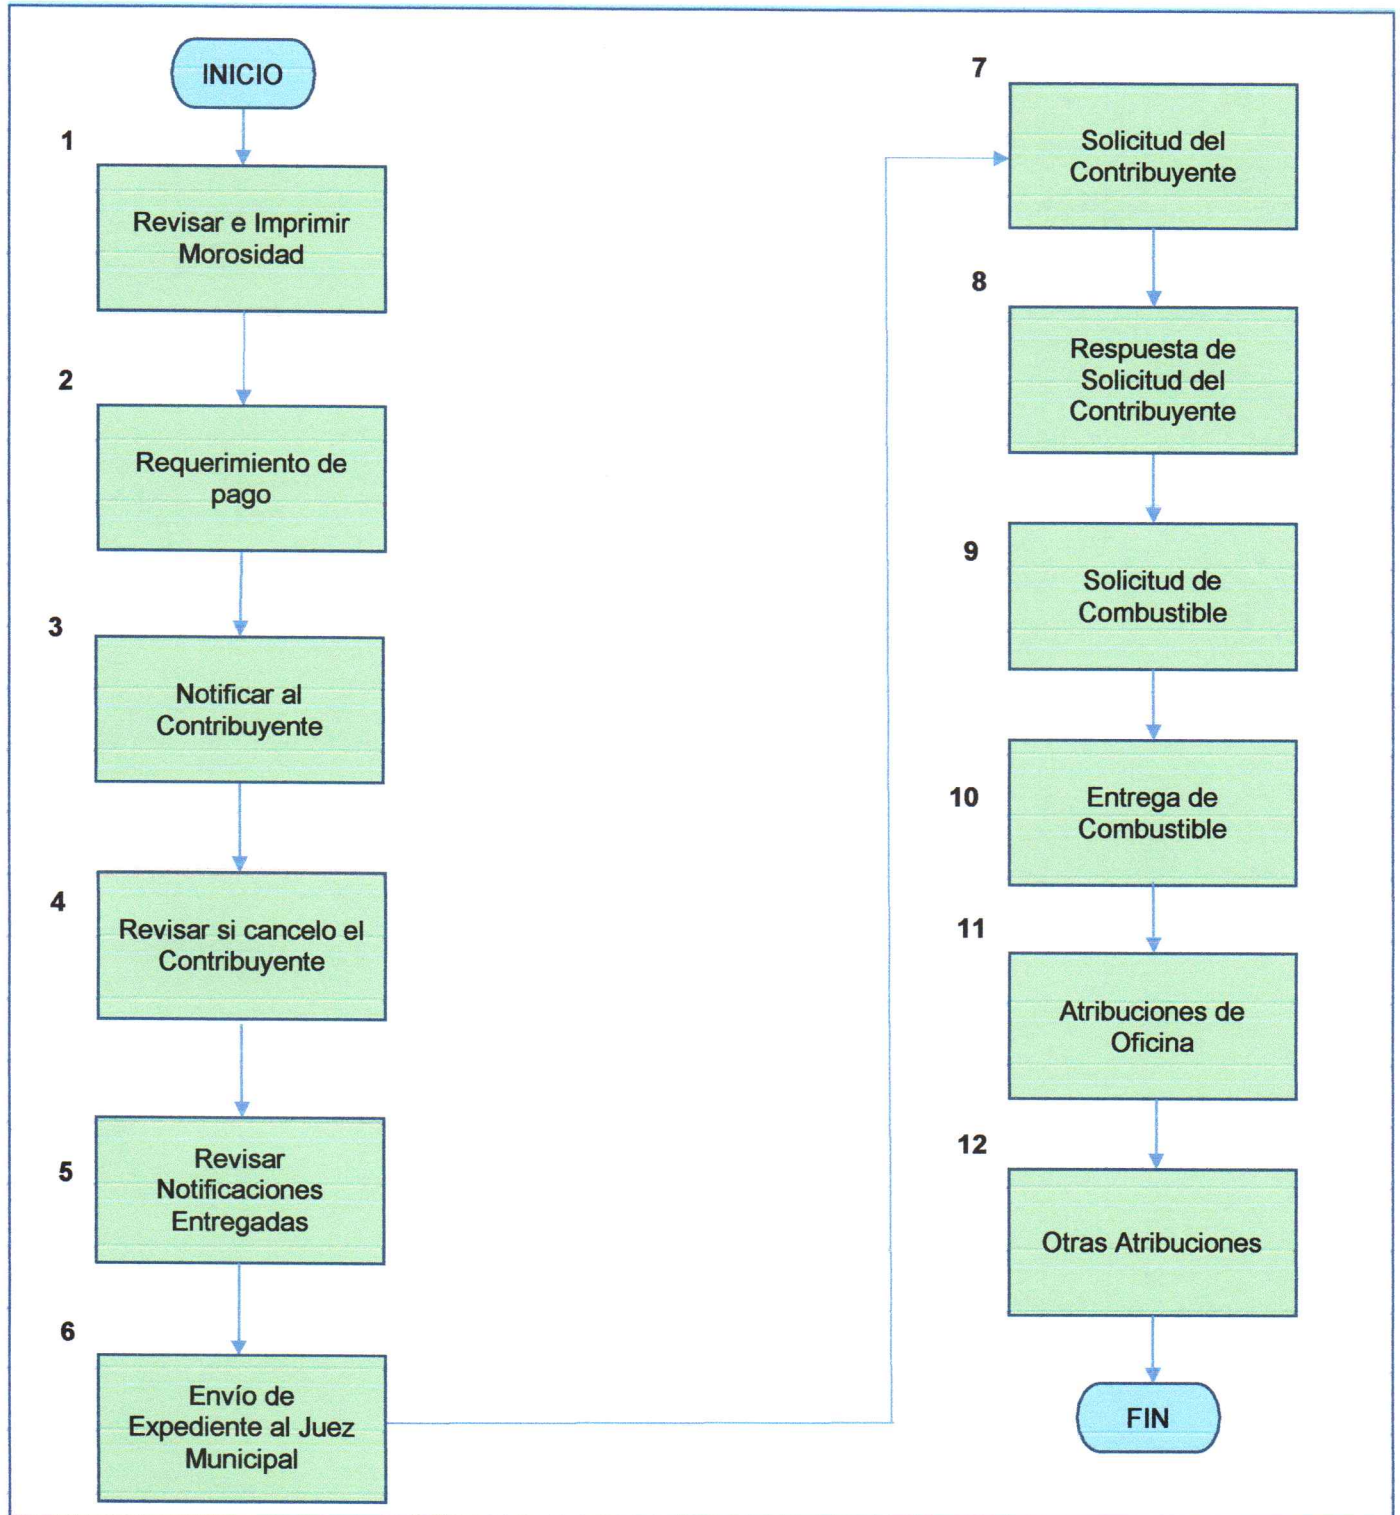 INICIO
1
Revisar e Imprimir
Morosidad
2
Requerimiento de
pago
3
Notificar al
Contribuyente
4
Revisar si cancelo el
Contribuyente
5
Revisar
Notificaciones
Entregadas
6
Envío de
Expediente al Juez
Municipal
7
Solicitud del
Contribuyente
8
Respuesta de
Solicitud del
Contribuyente
9
Solicitud de
Combustible
10
Entrega de
Combustible
11
Atribuciones de
Oficina
12
Otras Atribuciones
FIN